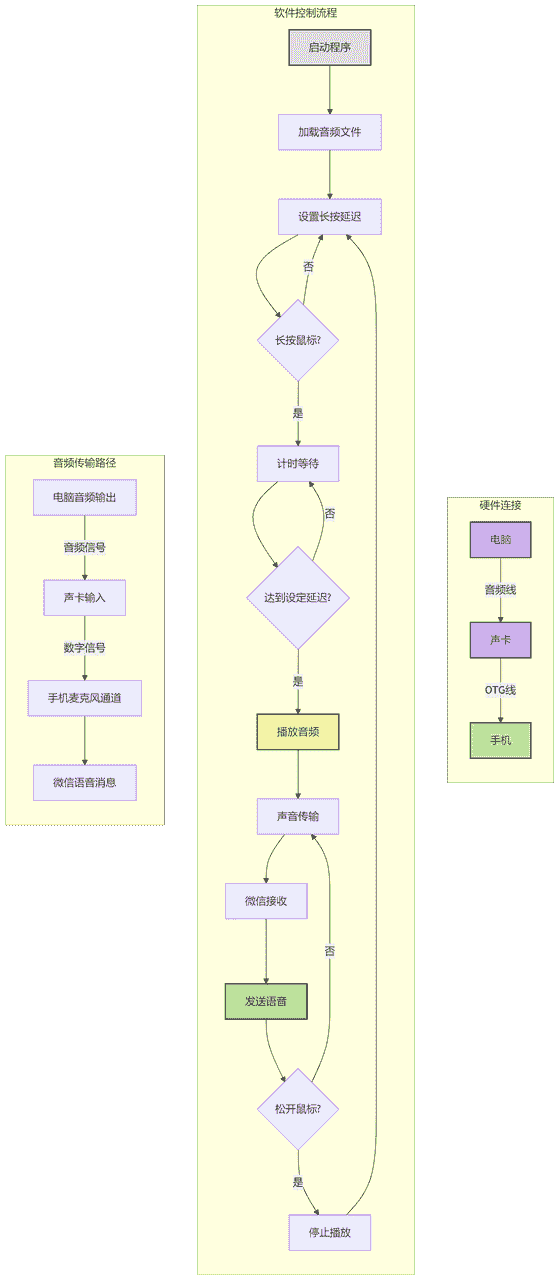 软件控制流程
启动程序
加载音频文件
设置长按延迟
否
长按鼠标?
是
计时等待
否
达到设定延迟?
是
播放音频
声音传输
微信接收
否
发送语音
松开鼠标?
是
停止播放
音频传输路径
电脑音频输出
音频信号
声卡输入
数字信号
手机麦克风通道
微信语音消息
硬件连接
电脑
音频线
声卡
OTG线
手机